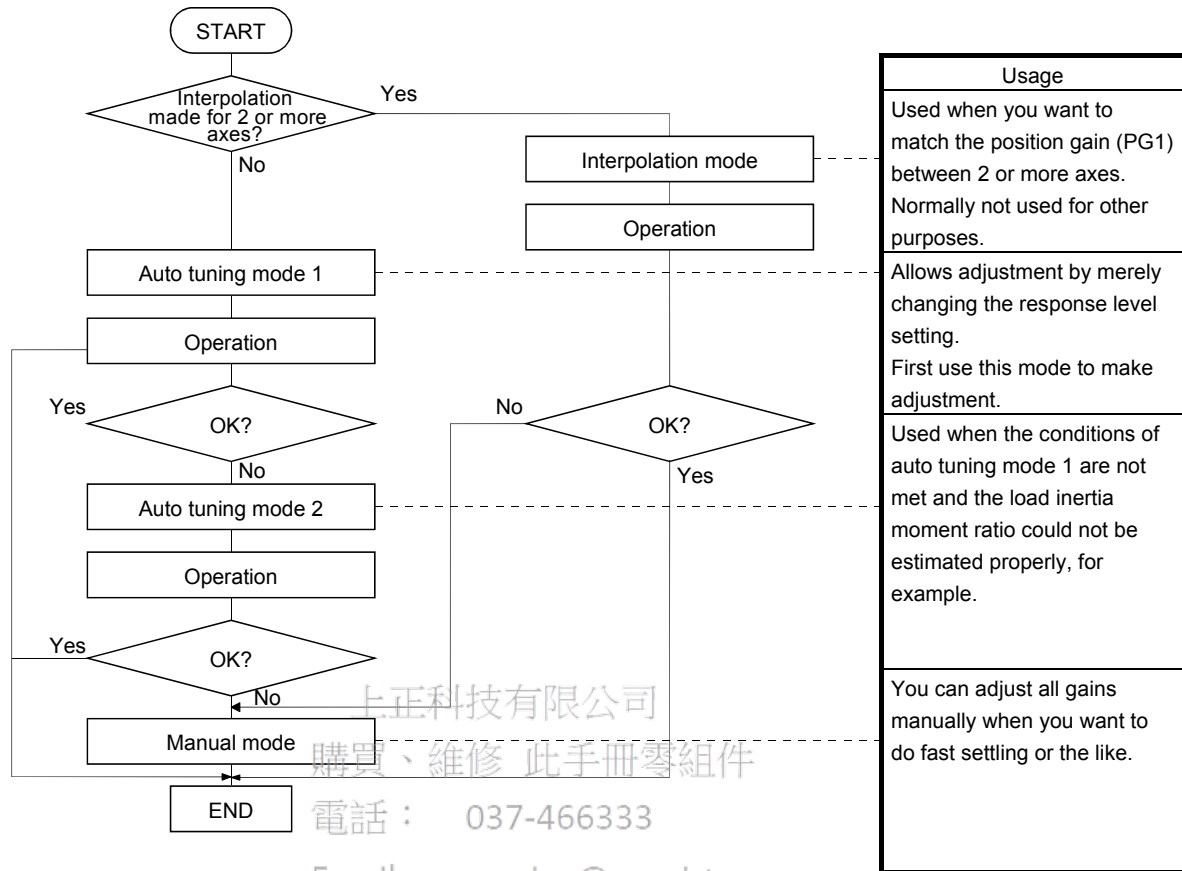 START
Interpolation
made for 2 or more
axes?
Yes
No
Interpolation mode
Operation
Auto tuning mode 1
Operation
Yes
OK?
No
No
OK?
Yes
Auto tuning mode 2
Operation
Yes
OK?
No
Manual mode
END
Usage
Used when you want to
match the position gain (PG1)
between 2 or more axes.
Normally not used for other
purposes.
Allows adjustment by merely
changing the response level
setting.
First use this mode to make
adjustment.
Used when the conditions of
auto tuning mode 1 are not
met and the load inertia
moment ratio could not be
estimated properly, for
example.
You can adjust all gains
manually when you want to
do fast settling or the like.
上正科技有限公司
購買、維修 此手冊零組件
電話： 037-466333